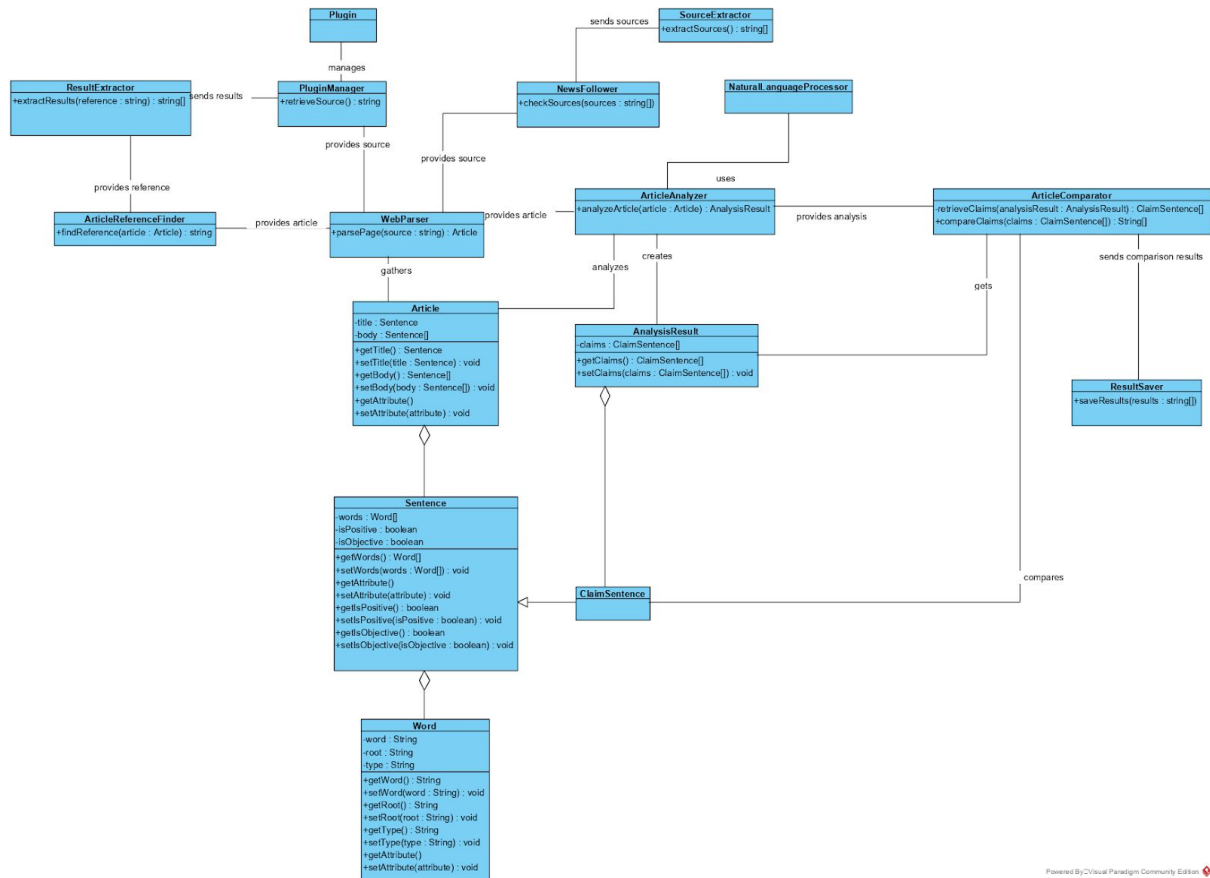 Plugin
SourceExtractor
+extractSources() : string[]
sends sources
manages
ResultExtractor
+extractResults(reference : string) : string[]
sends results
PluginManager
+retrieveSource() : string
NewsFollower
+checkSources(sources : string[])
NaturalLanguageProcessor
provides source
provides source
provides reference
uses
ArticleReferenceFinder
+findReference(article : Article) : string
provides article
WebParser
+parsePage(source : string) : Article
provides article
ArticleAnalyzer
+analyzeArticle(article : Article) : AnalysisResult
provides analysis
ArticleComparator
-retrieveClaims(analysisResult : AnalysisResult) : ClaimSentence[]
+compareClaims(claims : ClaimSentence[]) : String[]
gathers
analyzes
creates
gets
sends comparison results
Article
-title : Sentence
-body : Sentence[]
+getTitle() : Sentence
+setTitle(title : Sentence) : void
+getBody() : Sentence[]
+setBody(body : Sentence[]) : void
+getAttribute()
+setAttribute(attribute) : void
AnalysisResult
-claims : ClaimSentence[]
+getClaims() : ClaimSentence[]
+setClaims(claims : ClaimSentence[]) : void
ResultSaver
+saveResults(results : string[])
Sentence
-words : Word[]
-isPositive : boolean
-isObjective : boolean
+getWords() : Word[]
+setWords(words : Word[]) : void
+getAttribute()
+setAttribute(attribute) : void
+getIsPositive() : boolean
+setIsPositive(isPositive : boolean) : void
+getIsObjective() : boolean
+setIsObjective(isObjective : boolean) : void
ClaimSentence
compares
Word
-word : String
-root : String
-type : String
+getWord() : String
+setWord(word : String) : void
+getRoot() : String
+setRoot(root : String) : void
+getType() : String
+setType(type : String) : void
+getAttribute()
+setAttribute(attribute) : void
Powered By Visual Paradigm Community Edition